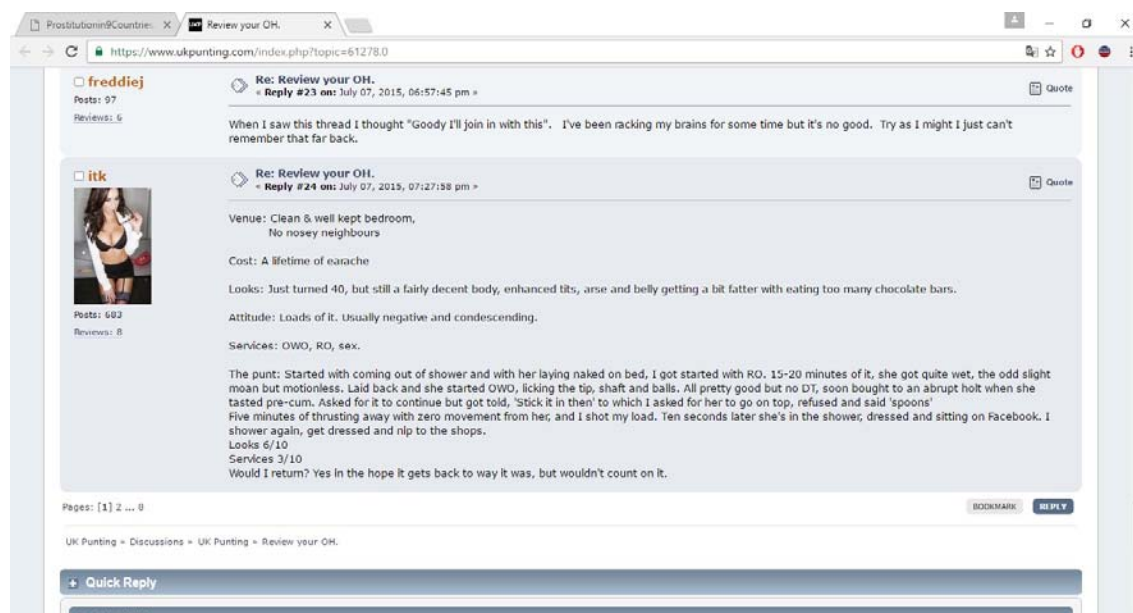 Prostitutionin9Countries
Review your OH.
https://www.ukpunting.com/index.php?topic=61278.0
freddiej
Posts: 97
Reviews: 6
Re: Review your OH.
« Reply #23 on: July 07, 2015, 06:57:45 pm »
Quote
When I saw this thread I thought "Goody I'll join in with this". I've been racking my brains for some time but it's no good. Try as I might I just can't
remember that far back.
itk
Posts: 603
Reviews: 8
Re: Review your OH.
« Reply #24 on: July 07, 2015, 07:27:58 pm »
Quote
Venue: Clean & well kept bedroom,
No nosey neighbours
Cost: A lifetime of earache
Looks: Just turned 40, but still a fairly decent body, enhanced tits, arse and belly getting a bit fatter with eating too many chocolate bars.
Attitude: Loads of it. Usually negative and condescending.
Services: OWO, RO, sex.
The punt: Started with coming out of shower and with her laying naked on bed, I got started with RO. 15-20 minutes of it, she got quite wet, the odd slight
moan but motionless. Laid back and she started OWO, licking the tip, shaft and balls. All pretty good but no DT, soon bought to an abrupt holt when she
tasted pre-cum. Asked for it to continue but got told, 'Stick it in then' to which I asked for her to go on top, refused and said 'spoons'
Five minutes of thrusting away with zero movement from her, and I shot my load. Ten seconds later she's in the shower, dressed and sitting on Facebook. I
shower again, get dressed and nip to the shops.
Looks 6/10
Services 3/10
Would I return? Yes in the hope it gets back to way it was, but wouldn't count on it.
Pages: [1] 2 ... 8
BOOKMARK
REPLY
UK Punting » Discussions » UK Punting » Review your OH.
Quick Reply